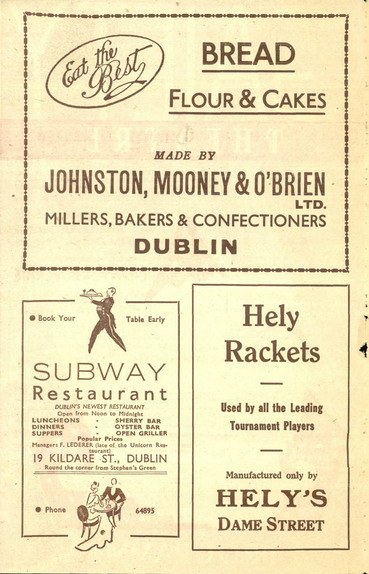 Eat the
Best
BREAD
FLOUR & CAKES
MADE BY
JOHNSTON, MOONEY & O'BRIEN
LTD.
MILLERS, BAKERS & CONFECTIONERS
DUBLIN
● Book Your Table Early
SUBWAY
Restaurant
DUBLIN'S NEWEST RESTAURANT
Open from Noon to Midnight
LUNCHEONS - SHERRY BAR
DINNERS - OYSTER BAR
SUPPERS - OPEN GRILLER
Popular Prices
Manager: F. LEDERER (late of the Unicorn Res-
taurant)
19 KILDARE ST., DUBLIN
Round the corner from Stephen's Green
● Phone 64895
Hely
Rackets
Used by all the Leading
Tournament Players
Manufactured only by
HELY'S
DAME STREET